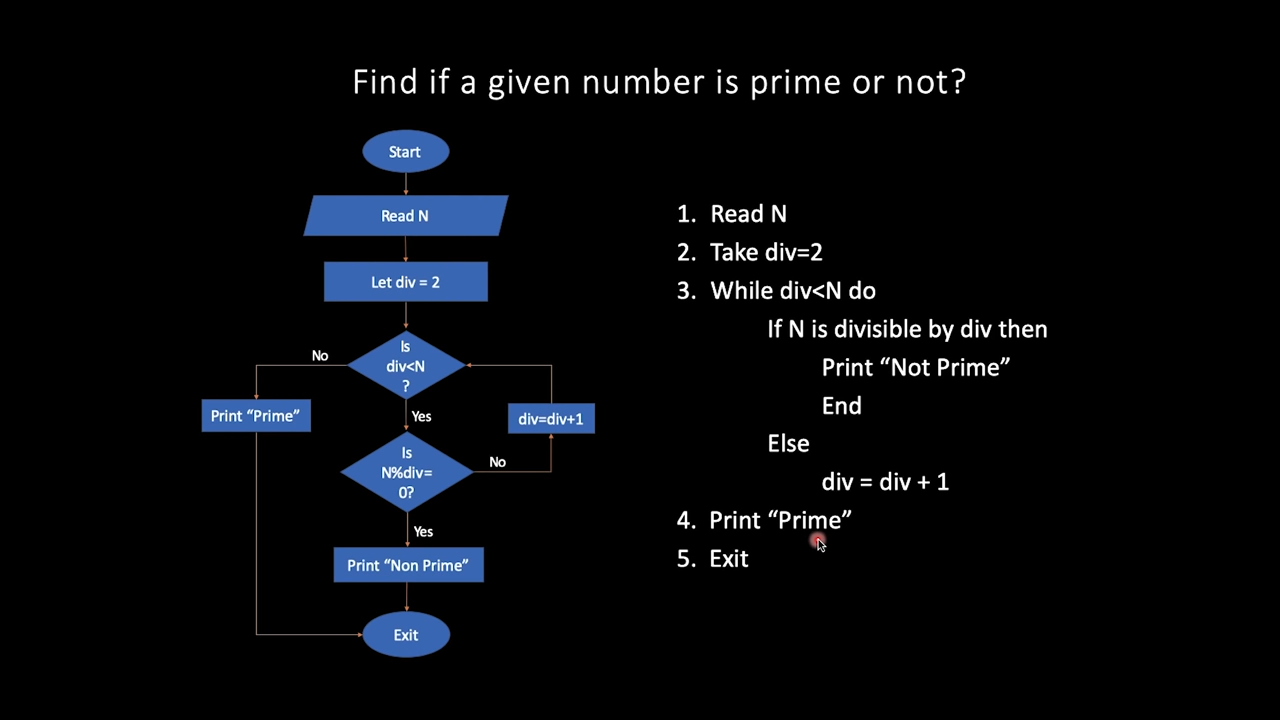 Find if a given number is prime or not?
Start
Read N
Let div = 2
Is
div<N
?
No
Yes
Print “Prime”
div=div+1
Is
N%div=
0?
No
Yes
Print “Non Prime”
Exit
1. Read N
2. Take div=2
3. While div<N do
If N is divisible by div then
Print “Not Prime”
End
Else
div = div + 1
4. Print “Prime”
5. Exit